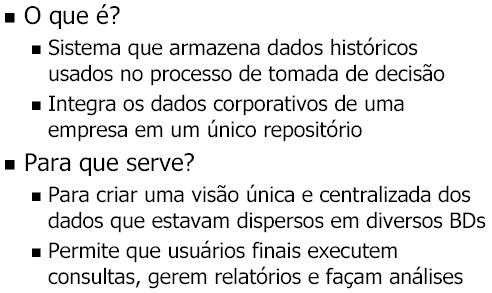 ■ O que é?
■ Sistema que armazena dados históricos
usados no processo de tomada de decisão
■ Integra os dados corporativos de uma
empresa em um único repositório
■ Para que serve?
■ Para criar uma visão única e centralizada dos
dados que estavam dispersos em diversos BDs
■ Permite que usuários finais executem
consultas, gerem relatórios e façam análises